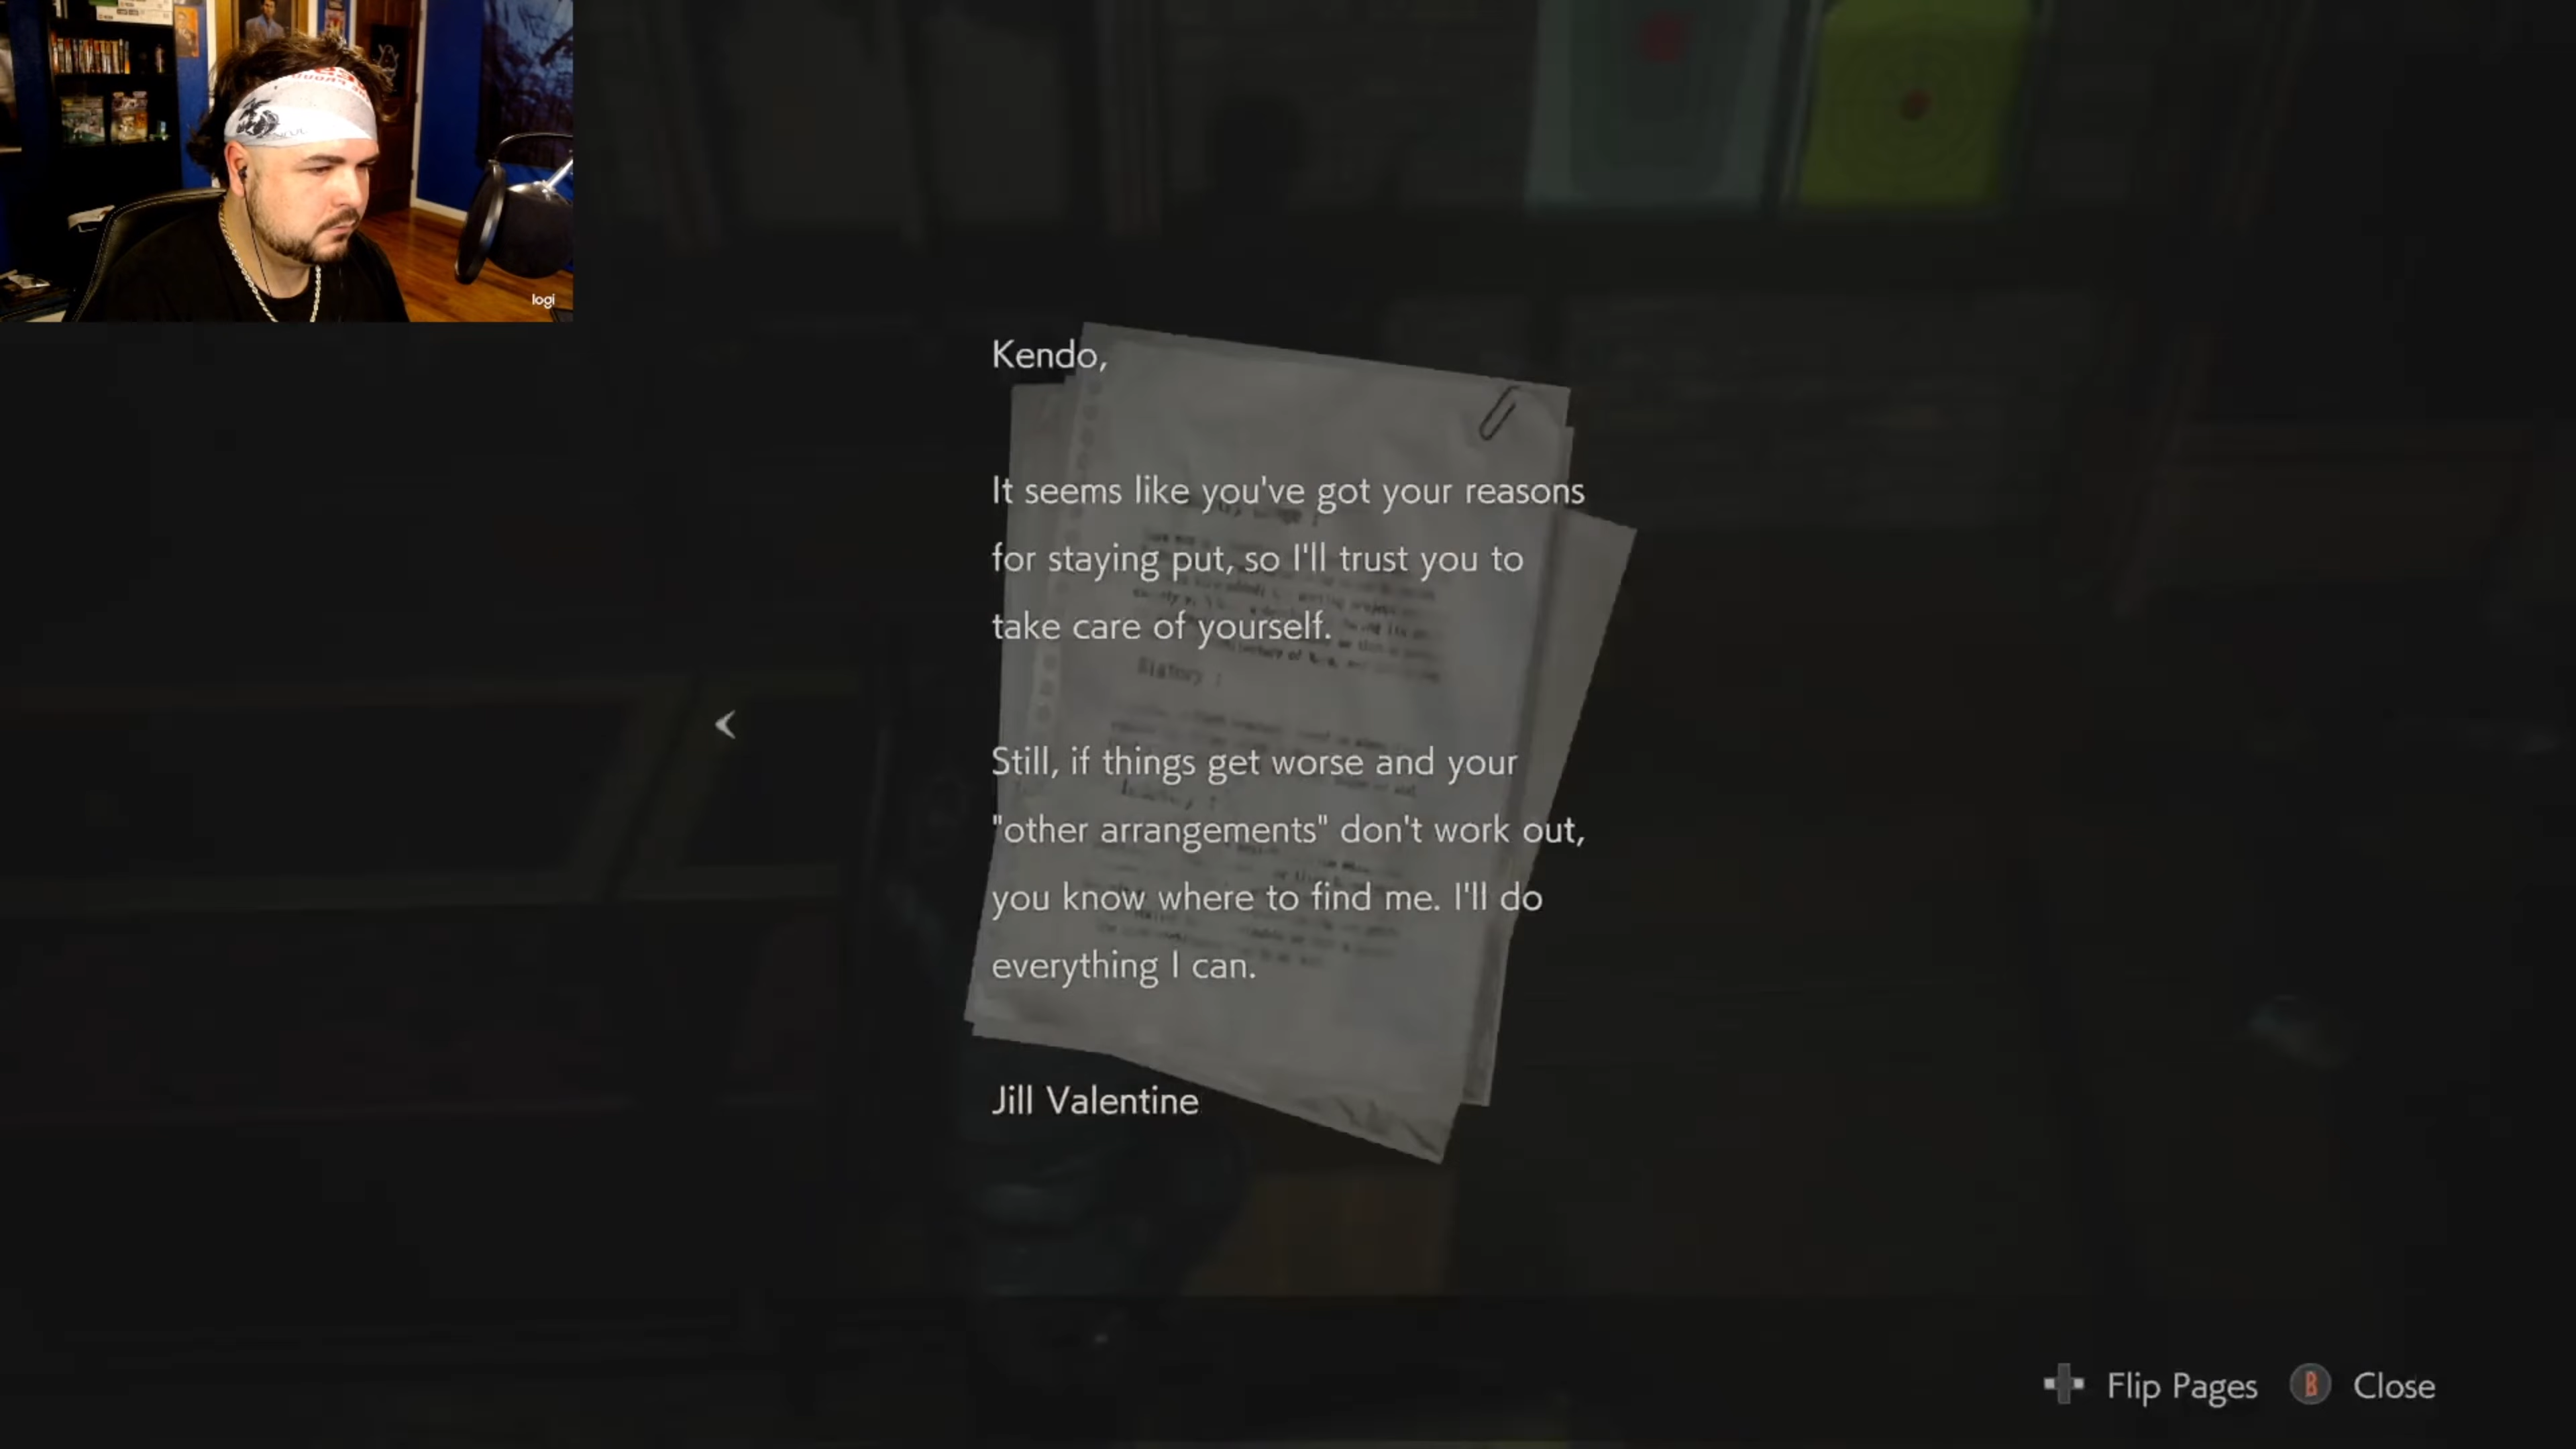 logi
Kendo,
It seems like you've got your reasons
for staying put, so I'll trust you to
take care of yourself.
Still, if things get worse and your
"other arrangements" don't work out,
you know where to find me. I'll do
everything I can.
Jill Valentine
Flip Pages B Close